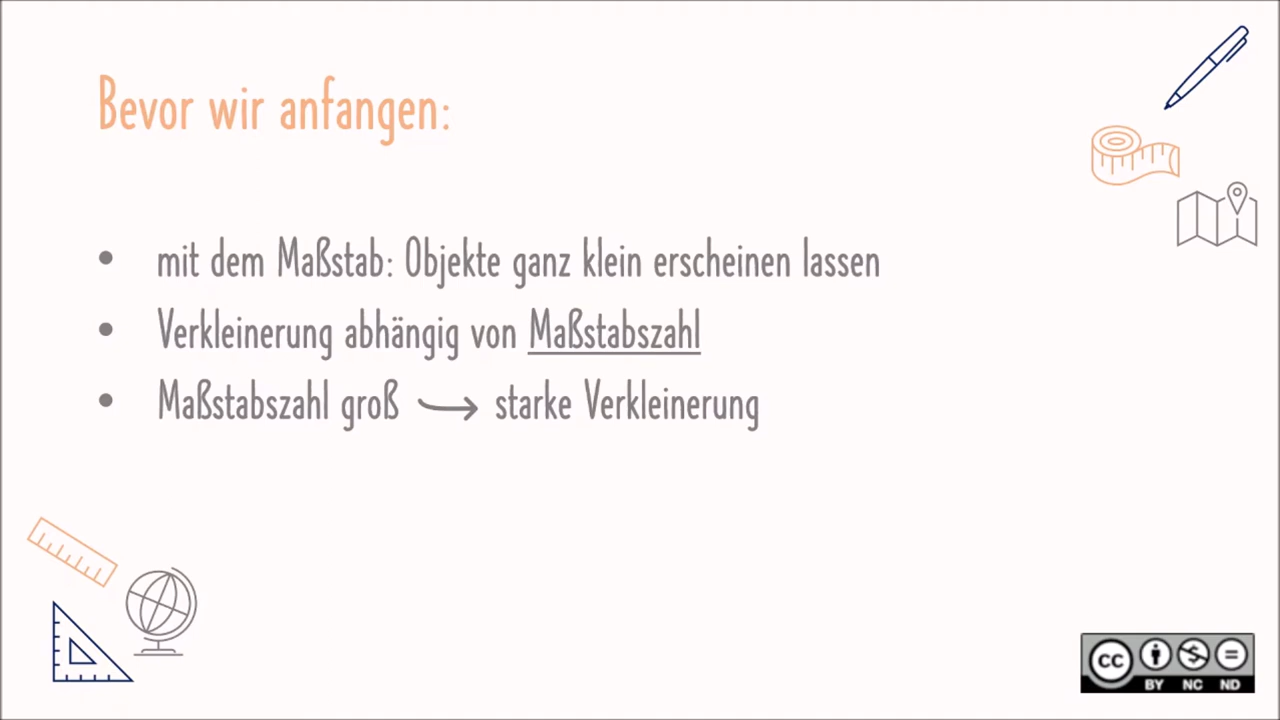 Bevor wir anfangen:
• mit dem Maßstab: Objekte ganz klein erscheinen lassen
• Verkleinerung abhängig von Maßstabszahl
• Maßstabszahl groß → starke Verkleinerung
CC BY NC ND